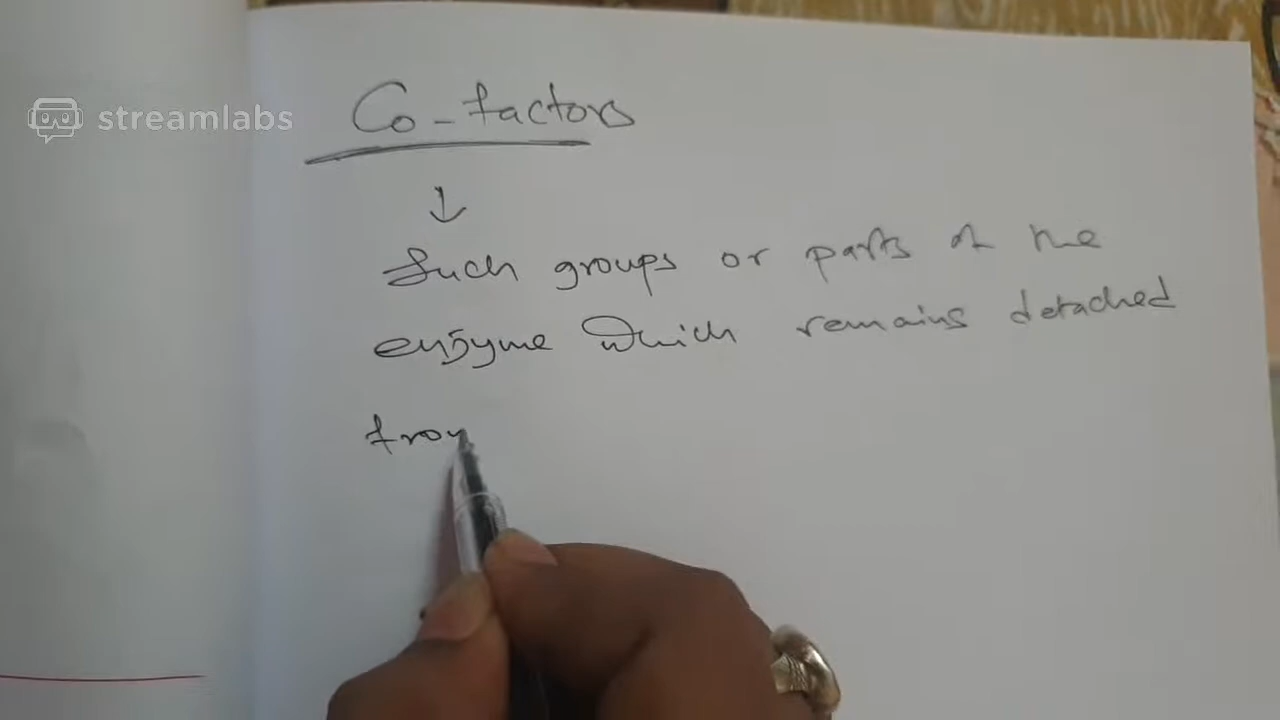 streamlabs
Co-factors
↓
Such groups or parts of the
enzyme which remains detached
from